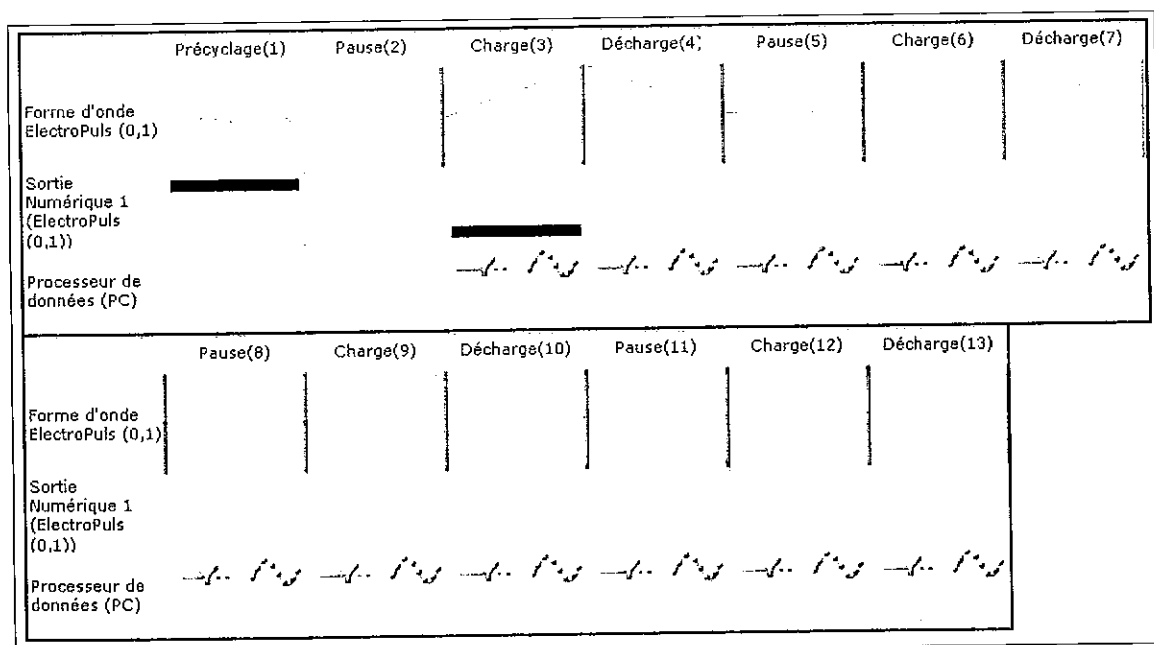 Précyclage(1) Pause(2) Charge(3) Décharge(4) Pause(5) Charge(6) Décharge(7)
Forme d'onde
ElectroPuls (0,1)
Sortie
Numérique 1
(ElectroPuls
(0,1))
Processeur de
données (PC)
Pause(8) Charge(9) Décharge(10) Pause(11) Charge(12) Décharge(13)
Forme d'onde
ElectroPuls (0,1)
Sortie
Numérique 1
(ElectroPuls
(0,1))
Processeur de
données (PC)